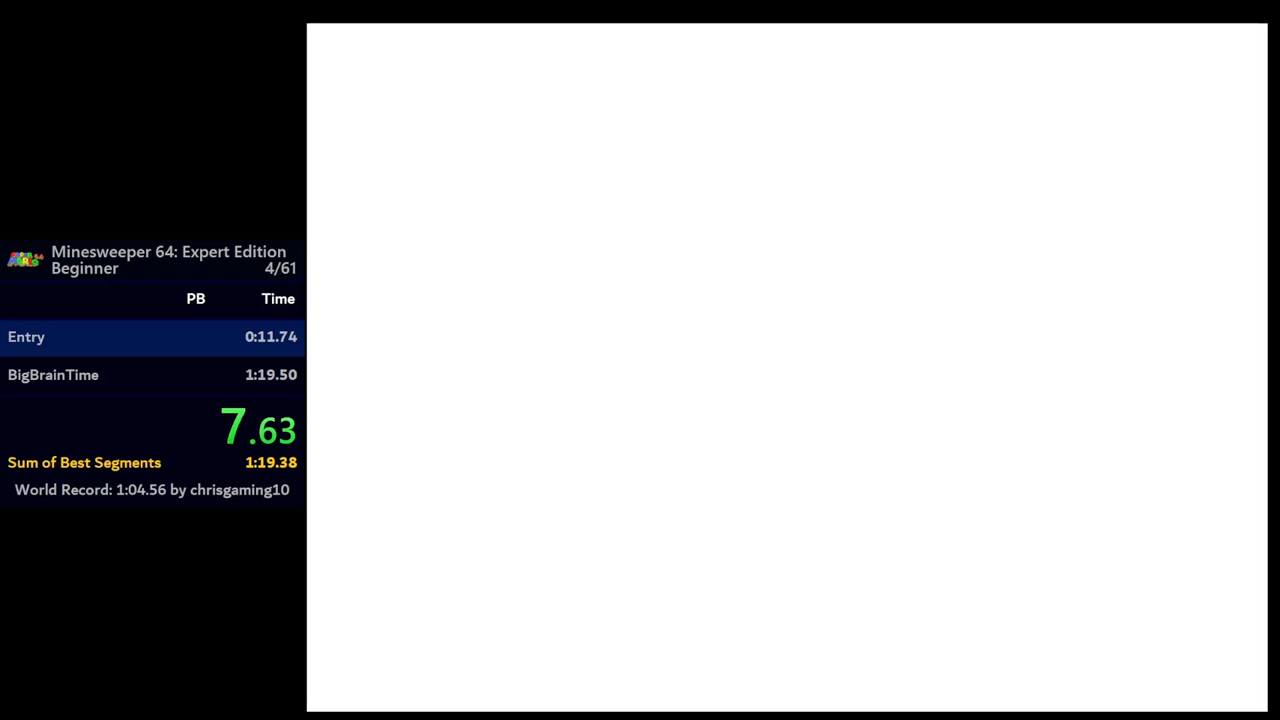 Minesweeper 64: Expert Edition
Beginner 4/61
PB Time
Entry 0:11.74
BigBrainTime 1:19.50
7.63
Sum of Best Segments 1:19.38
World Record: 1:04.56 by chrisgaming10